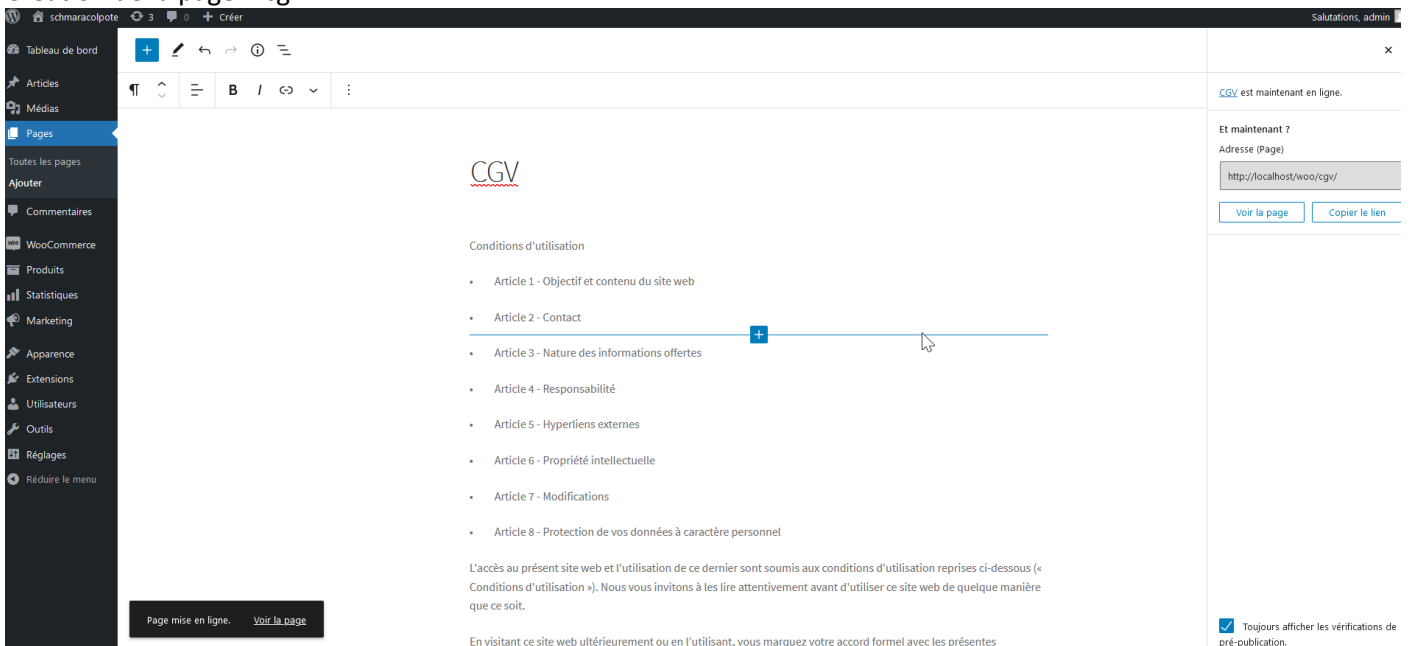 schmaracolpote 3 0 + Créer Salutations, admin
Tableau de bord
Articles
Médias
Pages
Toutes les pages
Ajouter
Commentaires
WooCommerce
Produits
Statistiques
Marketing
Apparence
Extensions
Utilisateurs
Outils
Réglages
Réduire le menu
B I
CGV
Conditions d'utilisation
• Article 1 - Objectif et contenu du site web
• Article 2 - Contact
• Article 3 - Nature des informations offertes
• Article 4 - Responsabilité
• Article 5 - Hyperliens externes
• Article 6 - Propriété intellectuelle
• Article 7 - Modifications
• Article 8 - Protection de vos données à caractère personnel
L'accès au présent site web et l'utilisation de ce dernier sont soumis aux conditions d'utilisation reprises ci-dessous («
Conditions d'utilisation »). Nous vous invitons à les lire attentivement avant d'utiliser ce site web de quelque manière
que ce soit.
En visitant ce site web ultérieurement ou en l'utilisant, vous marquez votre accord formel avec les présentes
Page mise en ligne. Voir la page
CGV est maintenant en ligne.
Et maintenant ?
Adresse (Page)
http://localhost/woo/cgv/
Voir la page Copier le lien
Toujours afficher les vérifications de
pré-publication.